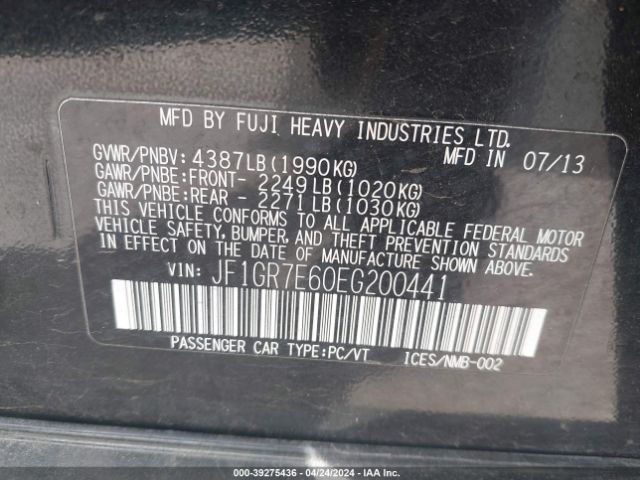 MFD BY FUJI HEAVY INDUSTRIES LTD.
GVWR/PNBV: 4387LB(1990KG) MFD IN 07/13
GAWR/PNBE:FRONT- 2249LB(1020KG)
GAWR/PNBE:REAR - 2271LB(1030KG)
THIS VEHICLE CONFORMS TO ALL APPLICABLE FEDERAL MOTOR
VEHICLE SAFETY, BUMPER, AND THEFT PREVENTION STANDARDS
IN EFFECT ON THE DATE OF MANUFACTURE SHOWN ABOVE.
VIN: JF1GR7E60EG200441
PASSENGER CAR TYPE:PC/VT ICES/NMB-002
000-39275436 - 04/24/2024 - IAA Inc.